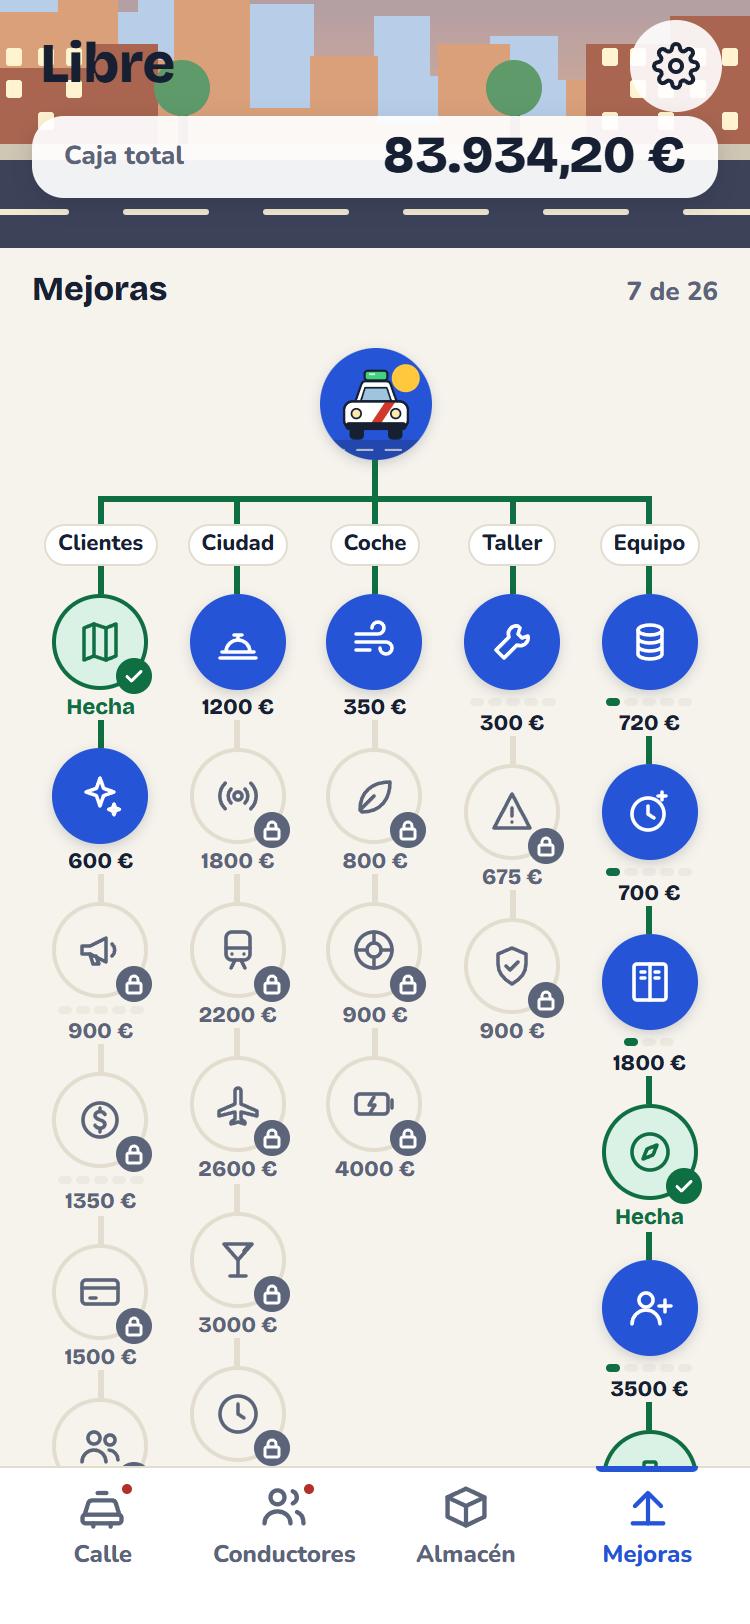 Libre
Caja total 83.934,20 €
Mejoras 7 de 26
Clientes Ciudad Coche Taller Equipo
Hecha 1200 € 350 € 300 € 720 €
600 € 1800 € 800 € 675 € 700 €
900 € 2200 € 900 € 900 € 1800 €
1350 € 2600 € 4000 € Hecha
1500 € 3000 € 3500 €
Calle Conductores Almacén Mejoras